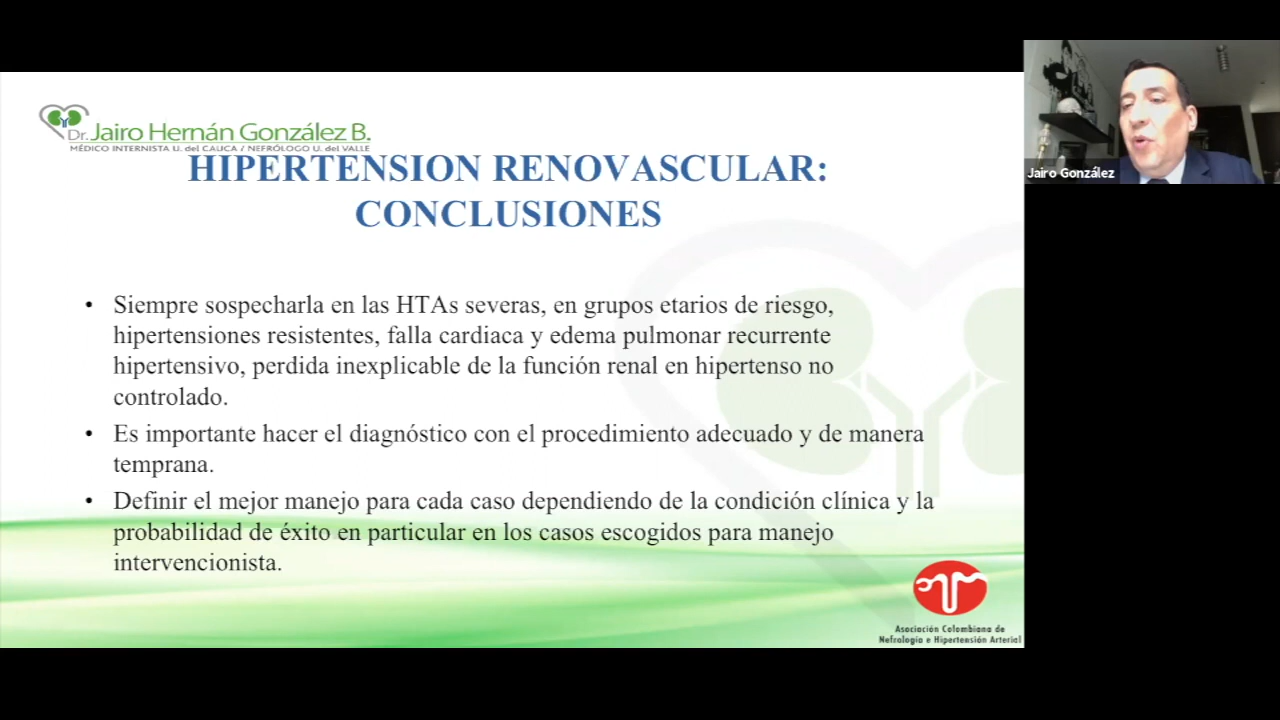 Dr. Jairo Hernán González B.
MÉDICO INTERNISTA U. del CAUCA / NEFRÓLOGO U. del VALLE
HIPERTENSION RENOVASCULAR:
CONCLUSIONES
• Siempre sospecharla en las HTAs severas, en grupos etarios de riesgo,
hipertensiones resistentes, falla cardiaca y edema pulmonar recurrente
hipertensivo, perdida inexplicable de la función renal en hipertenso no
controlado.
• Es importante hacer el diagnóstico con el procedimiento adecuado y de manera
temprana.
• Definir el mejor manejo para cada caso dependiendo de la condición clínica y la
probabilidad de éxito en particular en los casos escogidos para manejo
intervencionista.
Asociación Colombiana de
Nefrología e Hipertensión Arterial
Jairo González